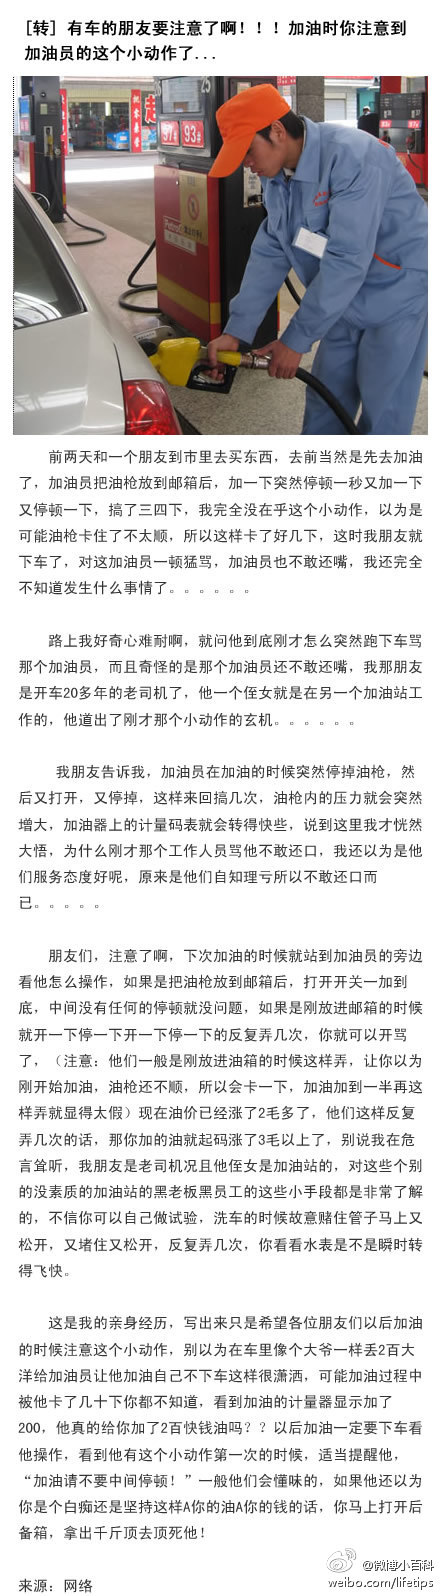 [转] 有车的朋友要注意了啊！！！加油时你注意到
加油员的这个小动作了...
25
97#
93#
Petrol
前两天和一个朋友到市里去买东西，去前当然是先去加油
了，加油员把油枪放到邮箱后，加一下突然停顿一秒又加一下
又停顿一下，搞了三四下，我完全没在乎这个小动作，以为是
可能油枪卡住了不太顺，所以这样卡了好几下，这时我朋友就
下车了，对这加油员一顿猛骂，加油员也不敢还嘴，我还完全
不知道发生什么事情了。。。。。。
路上我好奇心难耐啊，就问他到底刚才怎么突然跑下车骂
那个加油员，而且奇怪的是那个加油员还不敢还嘴，我那朋友
是开车20多年的老司机了，他一个侄女就是在另一个加油站工
作的，他道出了刚才那个小动作的玄机。。。。。。
我朋友告诉我，加油员在加油的时候突然停掉油枪，然
后又打开，又停掉，这样来回搞几次，油枪内的压力就会突然
增大，加油器上的计量码表就会转得快些，说到这里我才恍然
大悟，为什么刚才那个工作人员骂他不敢还口，我还以为是他
们服务态度好呢，原来是他们自知理亏所以不敢还口而
已。。。。。
朋友们，注意了啊，下次加油的时候就站到加油员的旁边
看他怎么操作，如果是把油枪放到邮箱后，打开开关一加到
底，中间没有任何的停顿就没问题，如果是刚放进邮箱的时候
就开一下停一下开一下停一下的反复弄几次，你就可以开骂
了，（注意：他们一般是刚放进油箱的时候这样弄，让你以为
刚开始加油，油枪还不顺，所以会卡一下，加油加到一半再这
样弄就显得太假）现在油价已经涨了2毛多了，他们这样反复
弄几次的话，那你加的油就起码涨了3毛以上了，别说我在危
言耸听，我朋友是老司机况且他侄女是加油站的，对这些个别
的没素质的加油站的黑老板黑员工的这些小手段都是非常了解
的，不信你可以自己做试验，洗车的时候故意赌住管子马上又
松开，又堵住又松开，反复弄几次，你看看水表是不是瞬时转
得飞快。
这是我的亲身经历，写出来只是希望各位朋友们以后加油
的时候注意这个小动作，别以为在车里像个大爷一样丢2百大
洋给加油员让他加油自己不下车这样很潇洒，可能加油过程中
被他卡了几十下你都不知道，看到加油的计量器显示加了
200，他真的给你加了2百快钱油吗？？以后加油一定要下车看
他操作，看到他有这个小动作第一次的时候，适当提醒他，
“加油请不要中间停顿！”一般他们会懂味的，如果他还以为
你是个白痴还是坚持这样A你的油A你的钱的话，你马上打开后
备箱，拿出千斤顶去顶死他！
来源：网络
@微博小百科
weibo.com/lifetips